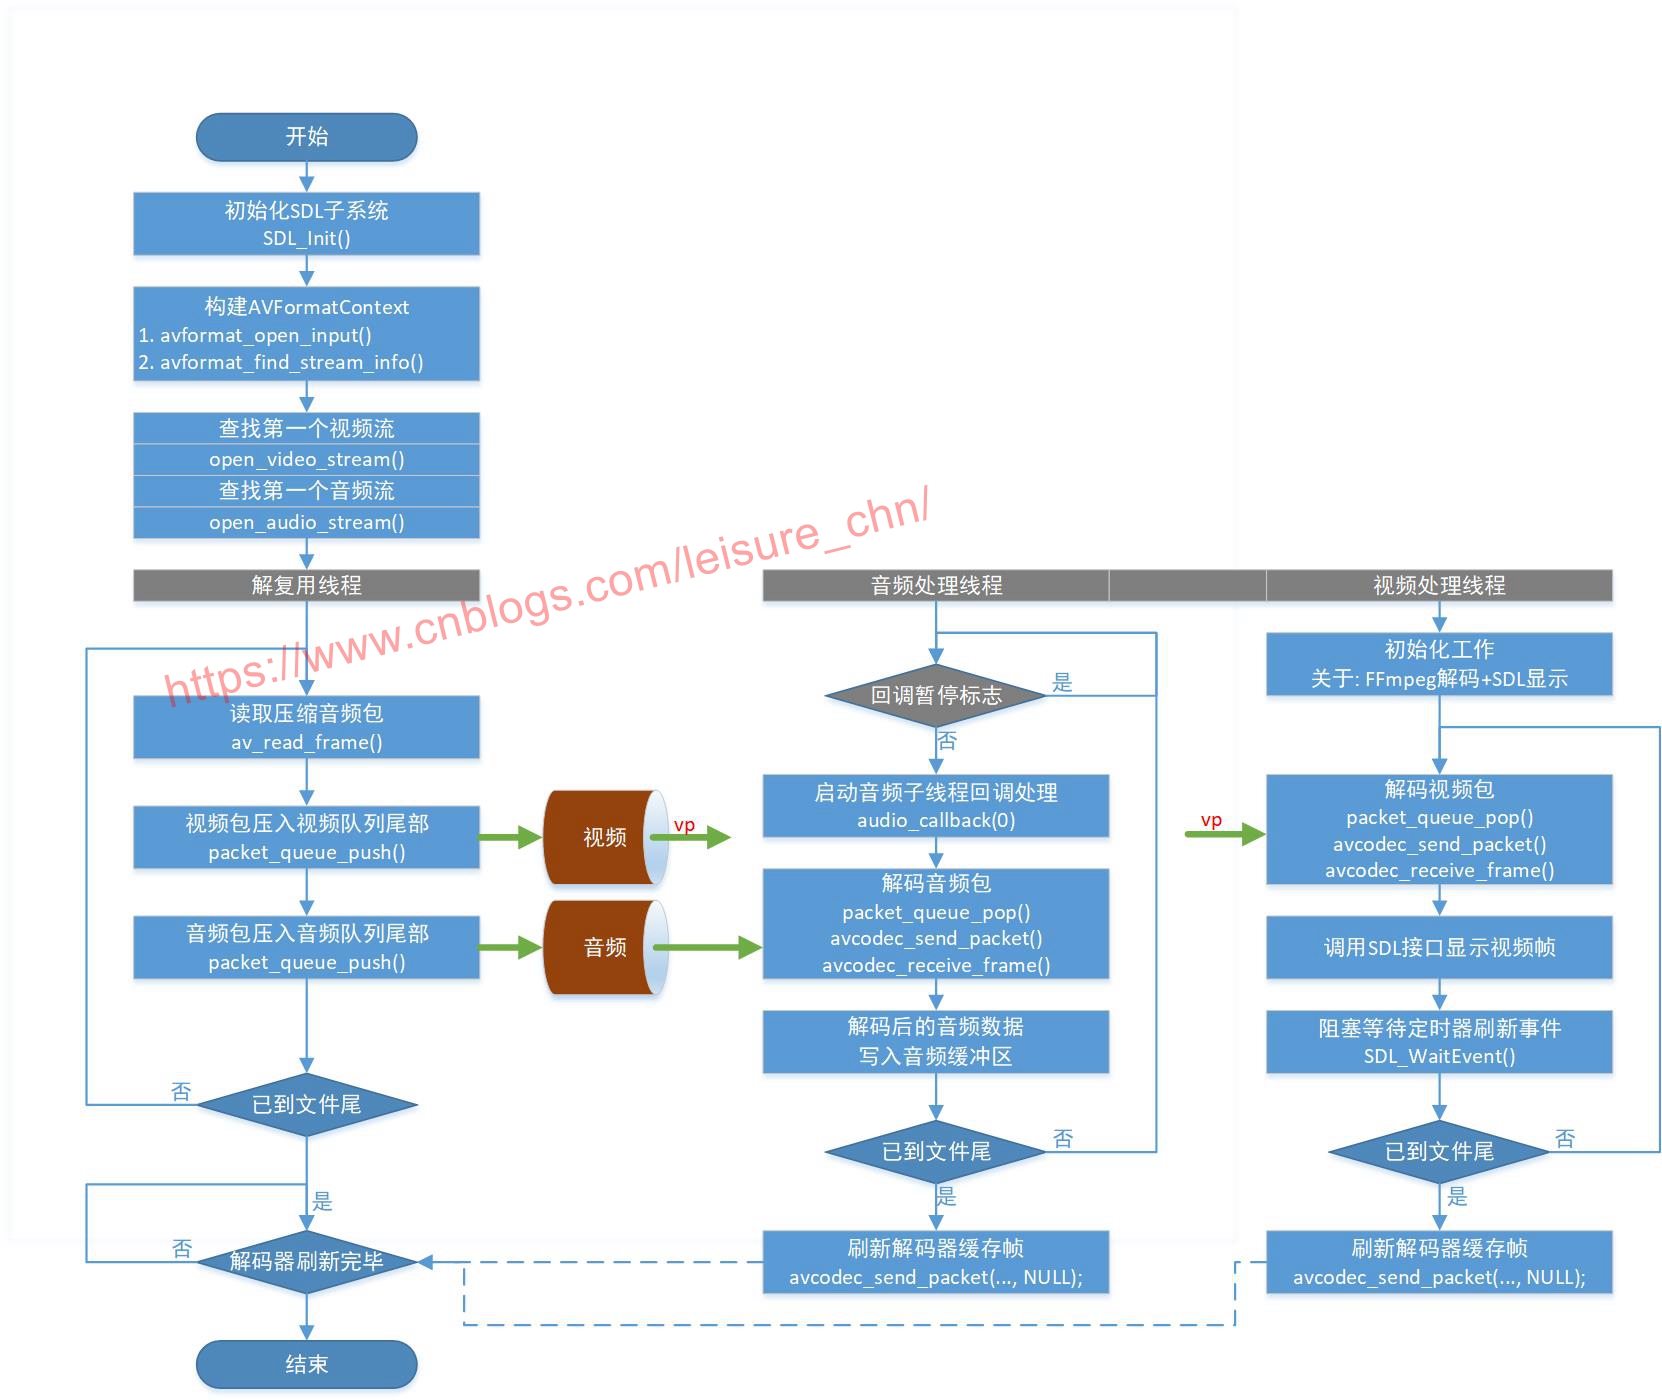 开始
初始化SDL子系统
SDL_Init()
构建AVFormatContext
1. avformat_open_input()
2. avformat_find_stream_info()
查找第一个视频流
open_video_stream()
查找第一个音频流
open_audio_stream()
解复用线程
读取压缩音频包
av_read_frame()
视频包压入视频队列尾部
packet_queue_push()
音频包压入音频队列尾部
packet_queue_push()
否
已到文件尾
是
否
解码器刷新完毕
结束
视频
vp
音频
音频处理线程
回调暂停标志
是
否
启动音频子线程回调处理
audio_callback(0)
解码音频包
packet_queue_pop()
avcodec_send_packet()
avcodec_receive_frame()
解码后的音频数据
写入音频缓冲区
已到文件尾
否
是
刷新解码器缓存帧
avcodec_send_packet(..., NULL);
视频处理线程
初始化工作
关于: FFmpeg解码+SDL显示
vp
解码视频包
packet_queue_pop()
avcodec_send_packet()
avcodec_receive_frame()
调用SDL接口显示视频帧
阻塞等待定时器刷新事件
SDL_WaitEvent()
已到文件尾
否
是
刷新解码器缓存帧
avcodec_send_packet(..., NULL);
https://www.cnblogs.com/leisure_chn/